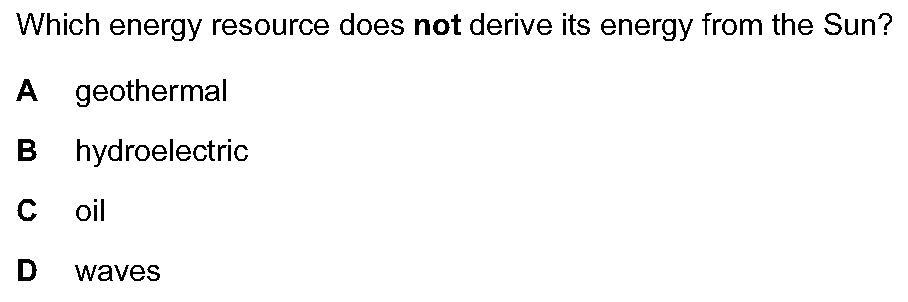 Which energy resource does not derive its energy from the Sun?
A geothermal
B hydroelectric
C oil
D waves